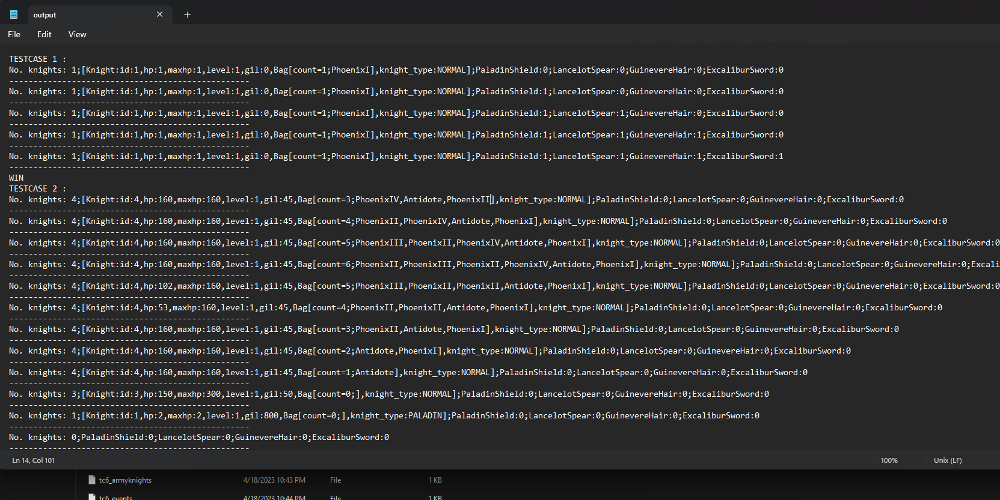 output
File Edit View
TESTCASE 1 :
No. knights: 1;[Knight:id:1,hp:1,maxhp:1,level:1,gil:0,Bag[count=1;PhoenixI],knight_type:NORMAL];PaladinShield:0;LancelotSpear:0;GuinevereHair:0;ExcaliburSword:0
--------------------------------------------------
No. knights: 1;[Knight:id:1,hp:1,maxhp:1,level:1,gil:0,Bag[count=1;PhoenixI],knight_type:NORMAL];PaladinShield:1;LancelotSpear:0;GuinevereHair:0;ExcaliburSword:0
--------------------------------------------------
No. knights: 1;[Knight:id:1,hp:1,maxhp:1,level:1,gil:0,Bag[count=1;PhoenixI],knight_type:NORMAL];PaladinShield:1;LancelotSpear:1;GuinevereHair:0;ExcaliburSword:0
--------------------------------------------------
No. knights: 1;[Knight:id:1,hp:1,maxhp:1,level:1,gil:0,Bag[count=1;PhoenixI],knight_type:NORMAL];PaladinShield:1;LancelotSpear:1;GuinevereHair:1;ExcaliburSword:0
--------------------------------------------------
No. knights: 1;[Knight:id:1,hp:1,maxhp:1,level:1,gil:0,Bag[count=1;PhoenixI],knight_type:NORMAL];PaladinShield:1;LancelotSpear:1;GuinevereHair:1;ExcaliburSword:1
--------------------------------------------------
WIN
TESTCASE 2 :
No. knights: 4;[Knight:id:4,hp:160,maxhp:160,level:1,gil:45,Bag[count=3;PhoenixIV,Antidote,PhoenixII],knight_type:NORMAL];PaladinShield:0;LancelotSpear:0;GuinevereHair:0;ExcaliburSword:0
--------------------------------------------------
No. knights: 4;[Knight:id:4,hp:160,maxhp:160,level:1,gil:45,Bag[count=4;PhoenixII,PhoenixIV,Antidote,PhoenixI],knight_type:NORMAL];PaladinShield:0;LancelotSpear:0;GuinevereHair:0;ExcaliburSword:0
--------------------------------------------------
No. knights: 4;[Knight:id:4,hp:160,maxhp:160,level:1,gil:45,Bag[count=5;PhoenixIII,PhoenixII,PhoenixIV,Antidote,PhoenixI],knight_type:NORMAL];PaladinShield:0;LancelotSpear:0;GuinevereHair:0;ExcaliburSword:0
--------------------------------------------------
No. knights: 4;[Knight:id:4,hp:160,maxhp:160,level:1,gil:45,Bag[count=6;PhoenixII,PhoenixIII,PhoenixII,PhoenixIV,Antidote,PhoenixI],knight_type:NORMAL];PaladinShield:0;LancelotSpear:0;GuinevereHair:0;Excali
--------------------------------------------------
No. knights: 4;[Knight:id:4,hp:102,maxhp:160,level:1,gil:45,Bag[count=5;PhoenixIII,PhoenixII,PhoenixII,Antidote,PhoenixI],knight_type:NORMAL];PaladinShield:0;LancelotSpear:0;GuinevereHair:0;ExcaliburSword:0
--------------------------------------------------
No. knights: 4;[Knight:id:4,hp:53,maxhp:160,level:1,gil:45,Bag[count=4;PhoenixII,PhoenixII,Antidote,PhoenixI],knight_type:NORMAL];PaladinShield:0;LancelotSpear:0;GuinevereHair:0;ExcaliburSword:0
--------------------------------------------------
No. knights: 4;[Knight:id:4,hp:160,maxhp:160,level:1,gil:45,Bag[count=3;PhoenixII,Antidote,PhoenixI],knight_type:NORMAL];PaladinShield:0;LancelotSpear:0;GuinevereHair:0;ExcaliburSword:0
--------------------------------------------------
No. knights: 4;[Knight:id:4,hp:160,maxhp:160,level:1,gil:45,Bag[count=2;Antidote,PhoenixI],knight_type:NORMAL];PaladinShield:0;LancelotSpear:0;GuinevereHair:0;ExcaliburSword:0
--------------------------------------------------
No. knights: 4;[Knight:id:4,hp:160,maxhp:160,level:1,gil:45,Bag[count=1;Antidote],knight_type:NORMAL];PaladinShield:0;LancelotSpear:0;GuinevereHair:0;ExcaliburSword:0
--------------------------------------------------
No. knights: 3;[Knight:id:3,hp:150,maxhp:300,level:1,gil:50,Bag[count=0;],knight_type:NORMAL];PaladinShield:0;LancelotSpear:0;GuinevereHair:0;ExcaliburSword:0
--------------------------------------------------
No. knights: 1;[Knight:id:1,hp:2,maxhp:2,level:1,gil:800,Bag[count=0;],knight_type:PALADIN];PaladinShield:0;LancelotSpear:0;GuinevereHair:0;ExcaliburSword:0
--------------------------------------------------
No. knights: 0;PaladinShield:0;LancelotSpear:0;GuinevereHair:0;ExcaliburSword:0
--------------------------------------------------
Ln 14, Col 101 100% Unix (LF)
tc6_armyknights 4/18/2023 10:43 PM File 1 KB
tc6_events 4/18/2023 10:44 PM File 1 KB